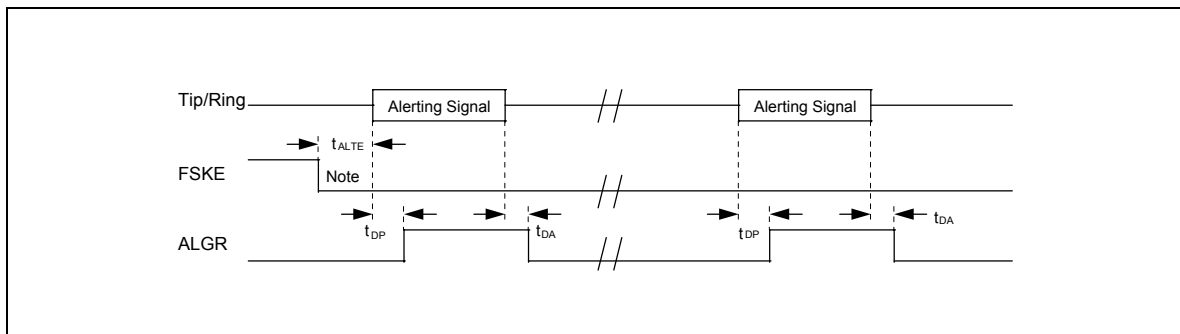 Tip/Ring
Alerting Signal
Alerting Signal
tALTE
FSKE
Note
tDP
tDA
tDP
tDA
ALGR